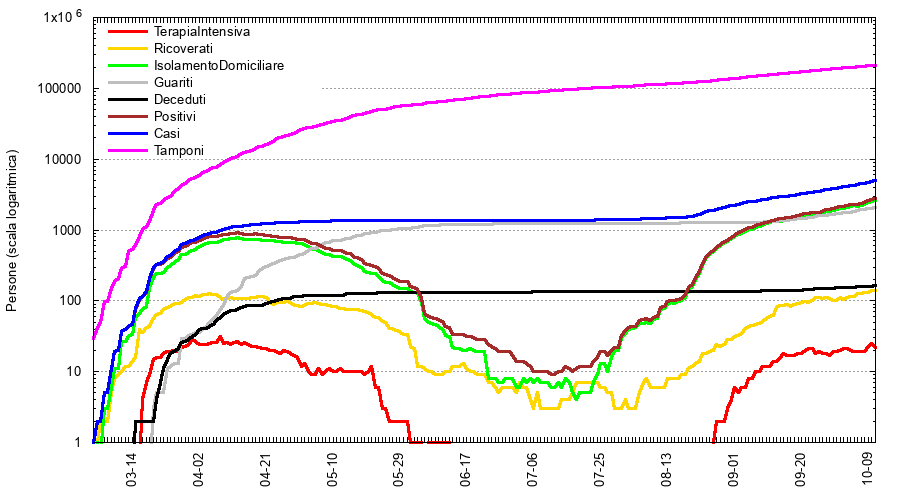 1x10 6
100000
10000
1000
100
10
1
Persone (scala logaritmica)
TerapiaIntensiva
Ricoverati
IsolamentoDomiciliare
Guariti
Deceduti
Positivi
Casi
Tamponi
03-14
04-02
04-21
05-10
05-29
06-17
07-06
07-25
08-13
09-01
09-20
10-09